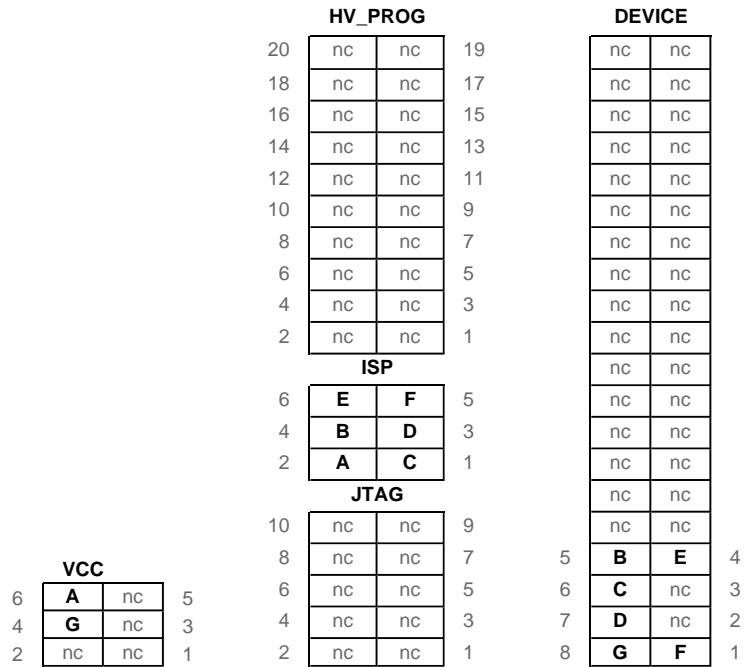 HV_PROG DEVICE
20 nc nc 19 nc nc
18 nc nc 17 nc nc
16 nc nc 15 nc nc
14 nc nc 13 nc nc
12 nc nc 11 nc nc
10 nc nc 9 nc nc
8 nc nc 7 nc nc
6 nc nc 5 nc nc
4 nc nc 3 nc nc
2 nc nc 1 nc nc
ISP nc nc
6 E F 5 nc nc
4 B D 3 nc nc
2 A C 1 nc nc
JTAG nc nc
10 nc nc 9 nc nc
VCC 8 nc nc 7 5 B E 4
6 A nc 5 6 nc nc 5 6 C nc 3
4 G nc 3 4 nc nc 3 7 D nc 2
2 nc nc 1 2 nc nc 1 8 G F 1